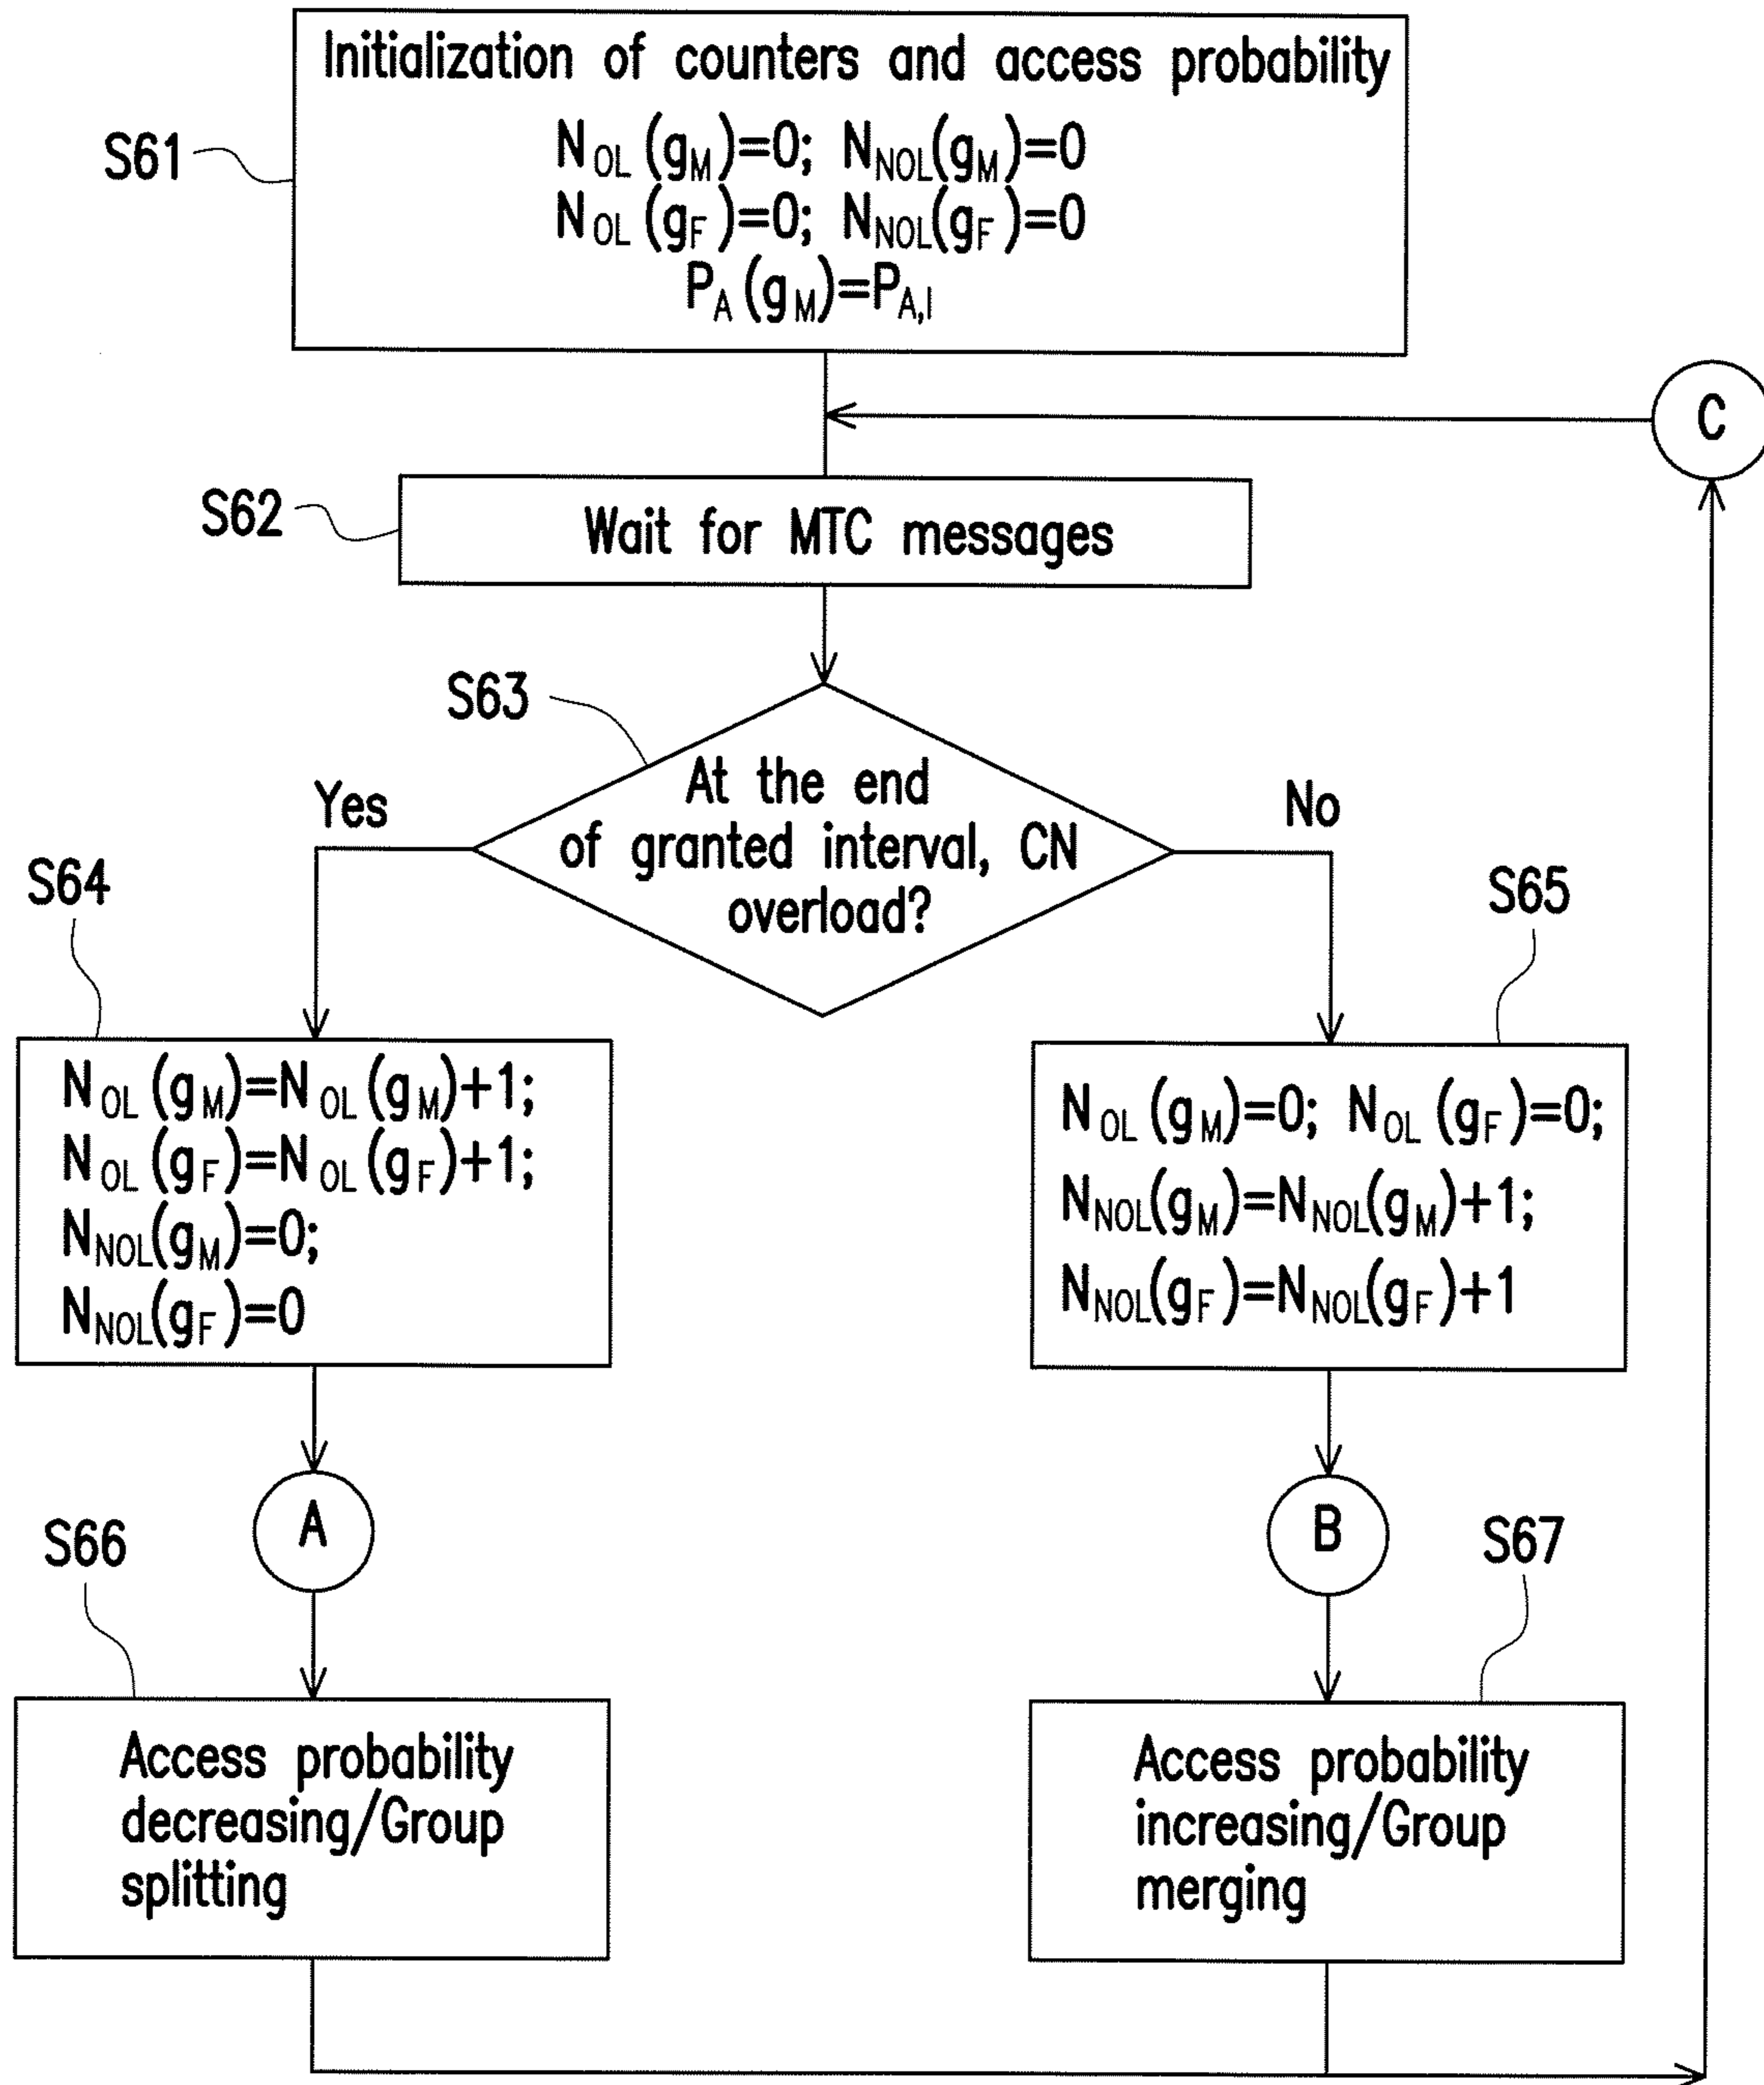 Initialization of counters and access probability
N_OL(g_M)=0; N_NOL(g_M)=0
N_OL(g_F)=0; N_NOL(g_F)=0
P_A(g_M)=P_A,I
S61
C
S62
Wait for MTC messages
S63
At the end
of granted interval, CN
overload?
Yes
No
S64
S65
N_OL(g_M)=N_OL(g_M)+1;
N_OL(g_F)=N_OL(g_F)+1;
N_NOL(g_M)=0;
N_NOL(g_F)=0
N_OL(g_M)=0; N_OL(g_F)=0;
N_NOL(g_M)=N_NOL(g_M)+1;
N_NOL(g_F)=N_NOL(g_F)+1
A
B
S66
S67
Access probability
decreasing/Group
splitting
Access probability
increasing/Group
merging